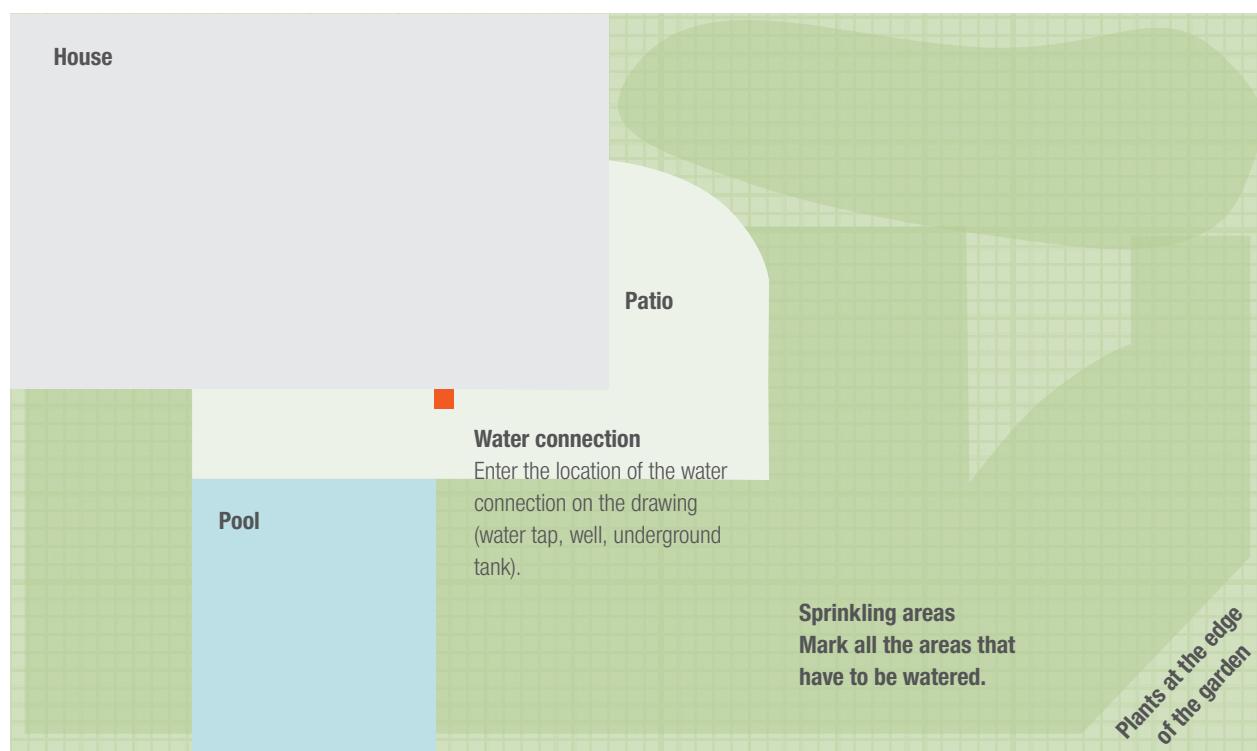 House
Patio
Water connection
Enter the location of the water
connection on the drawing
(water tap, well, underground
tank).
Pool
Sprinkling areas
Mark all the areas that
have to be watered.
Plants at the edge
of the garden